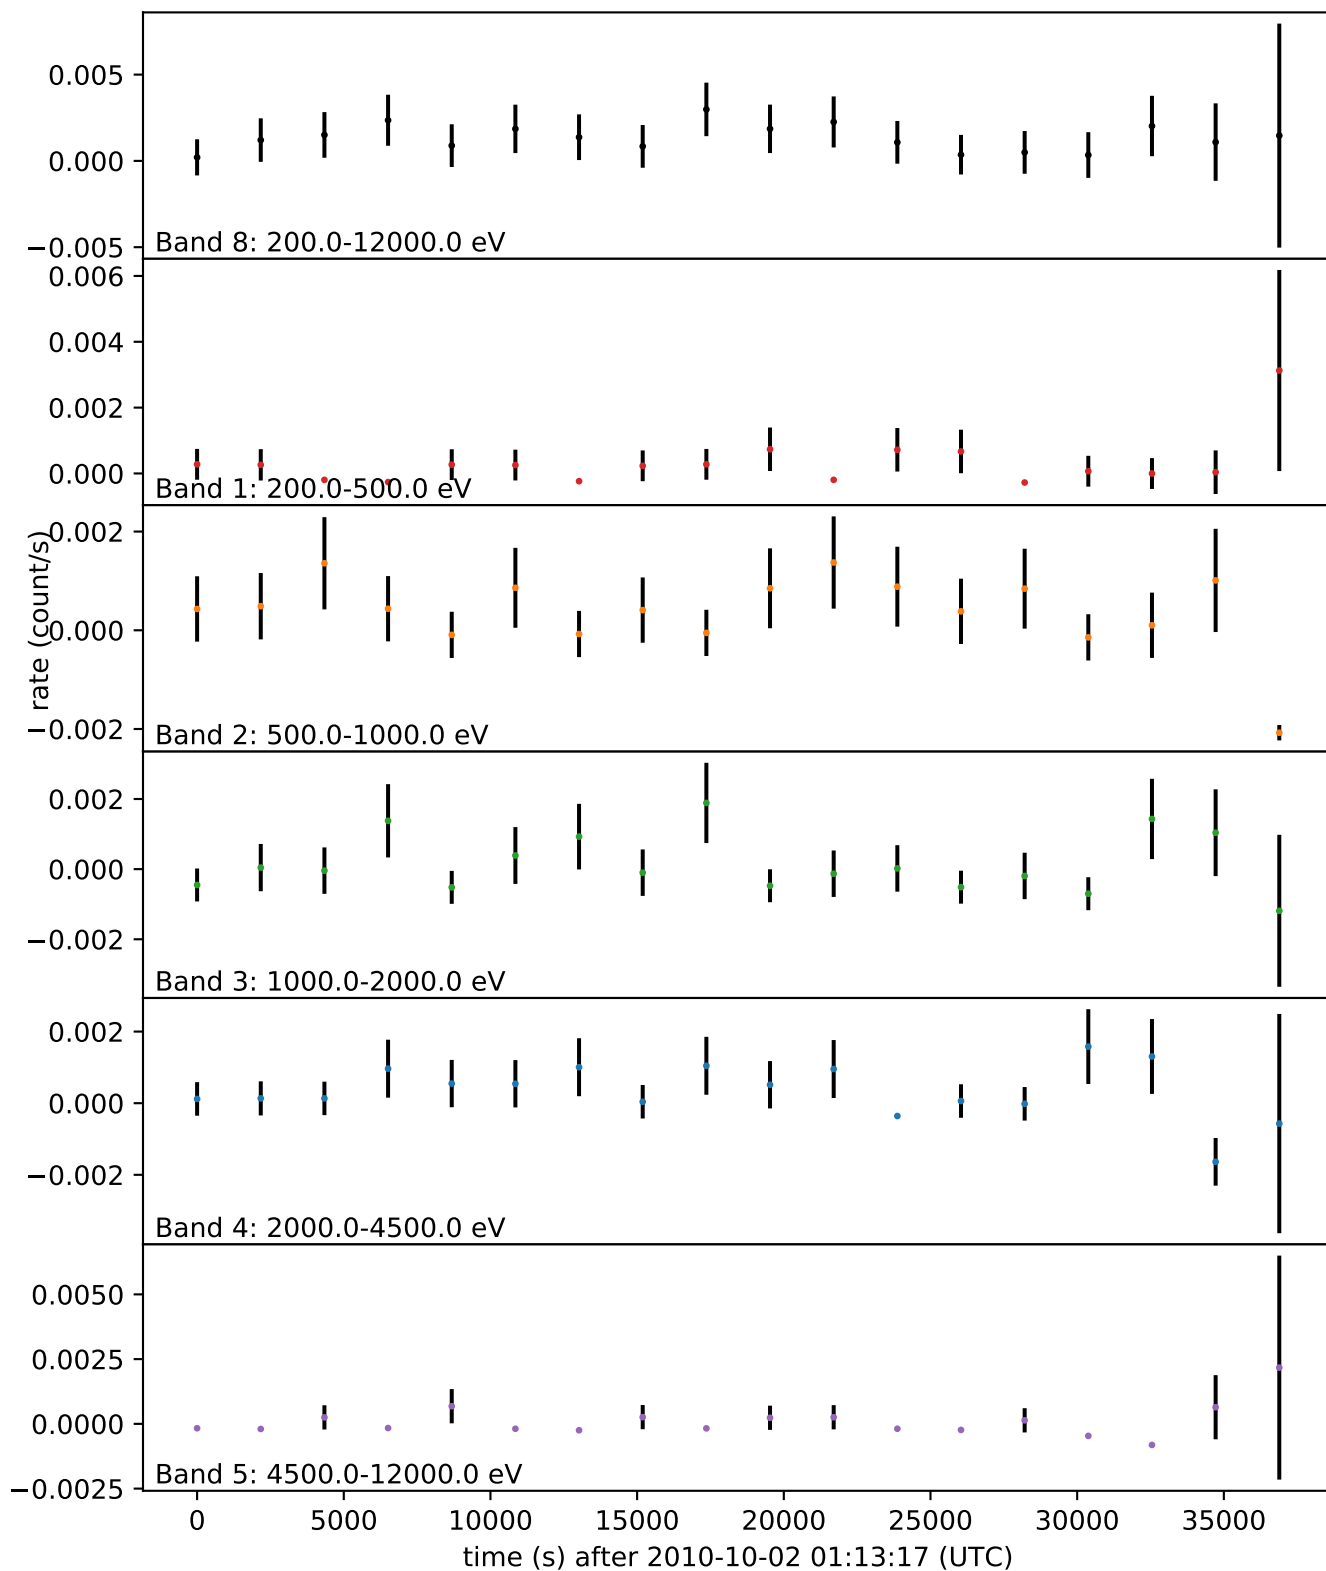 0.005
0.000
−0.005
Band 8: 200.0-12000.0 eV
0.006
0.004
0.002
0.000
Band 1: 200.0-500.0 eV
rate (count/s)
0.002
0.000
−0.002
Band 2: 500.0-1000.0 eV
0.002
0.000
−0.002
Band 3: 1000.0-2000.0 eV
0.002
0.000
−0.002
Band 4: 2000.0-4500.0 eV
0.0050
0.0025
0.0000
−0.0025
Band 5: 4500.0-12000.0 eV
0 5000 10000 15000 20000 25000 30000 35000
time (s) after 2010-10-02 01:13:17 (UTC)